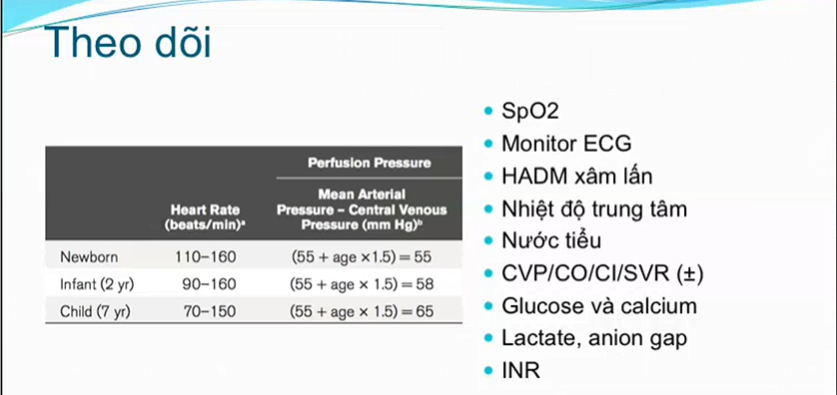 Theo dõi
Perfusion Pressure
Heart Rate
(beats/min)ᵃ
Mean Arterial
Pressure – Central Venous
Pressure (mm Hg)ᵇ
Newborn 110–160 (55 + age ×1.5) = 55
Infant (2 yr) 90–160 (55 + age × 1.5) = 58
Child (7 yr) 70–150 (55 + age × 1.5) = 65
• SpO2
• Monitor ECG
• HADM xâm lấn
• Nhiệt độ trung tâm
• Nước tiểu
• CVP/CO/CI/SVR (±)
• Glucose và calcium
• Lactate, anion gap
• INR